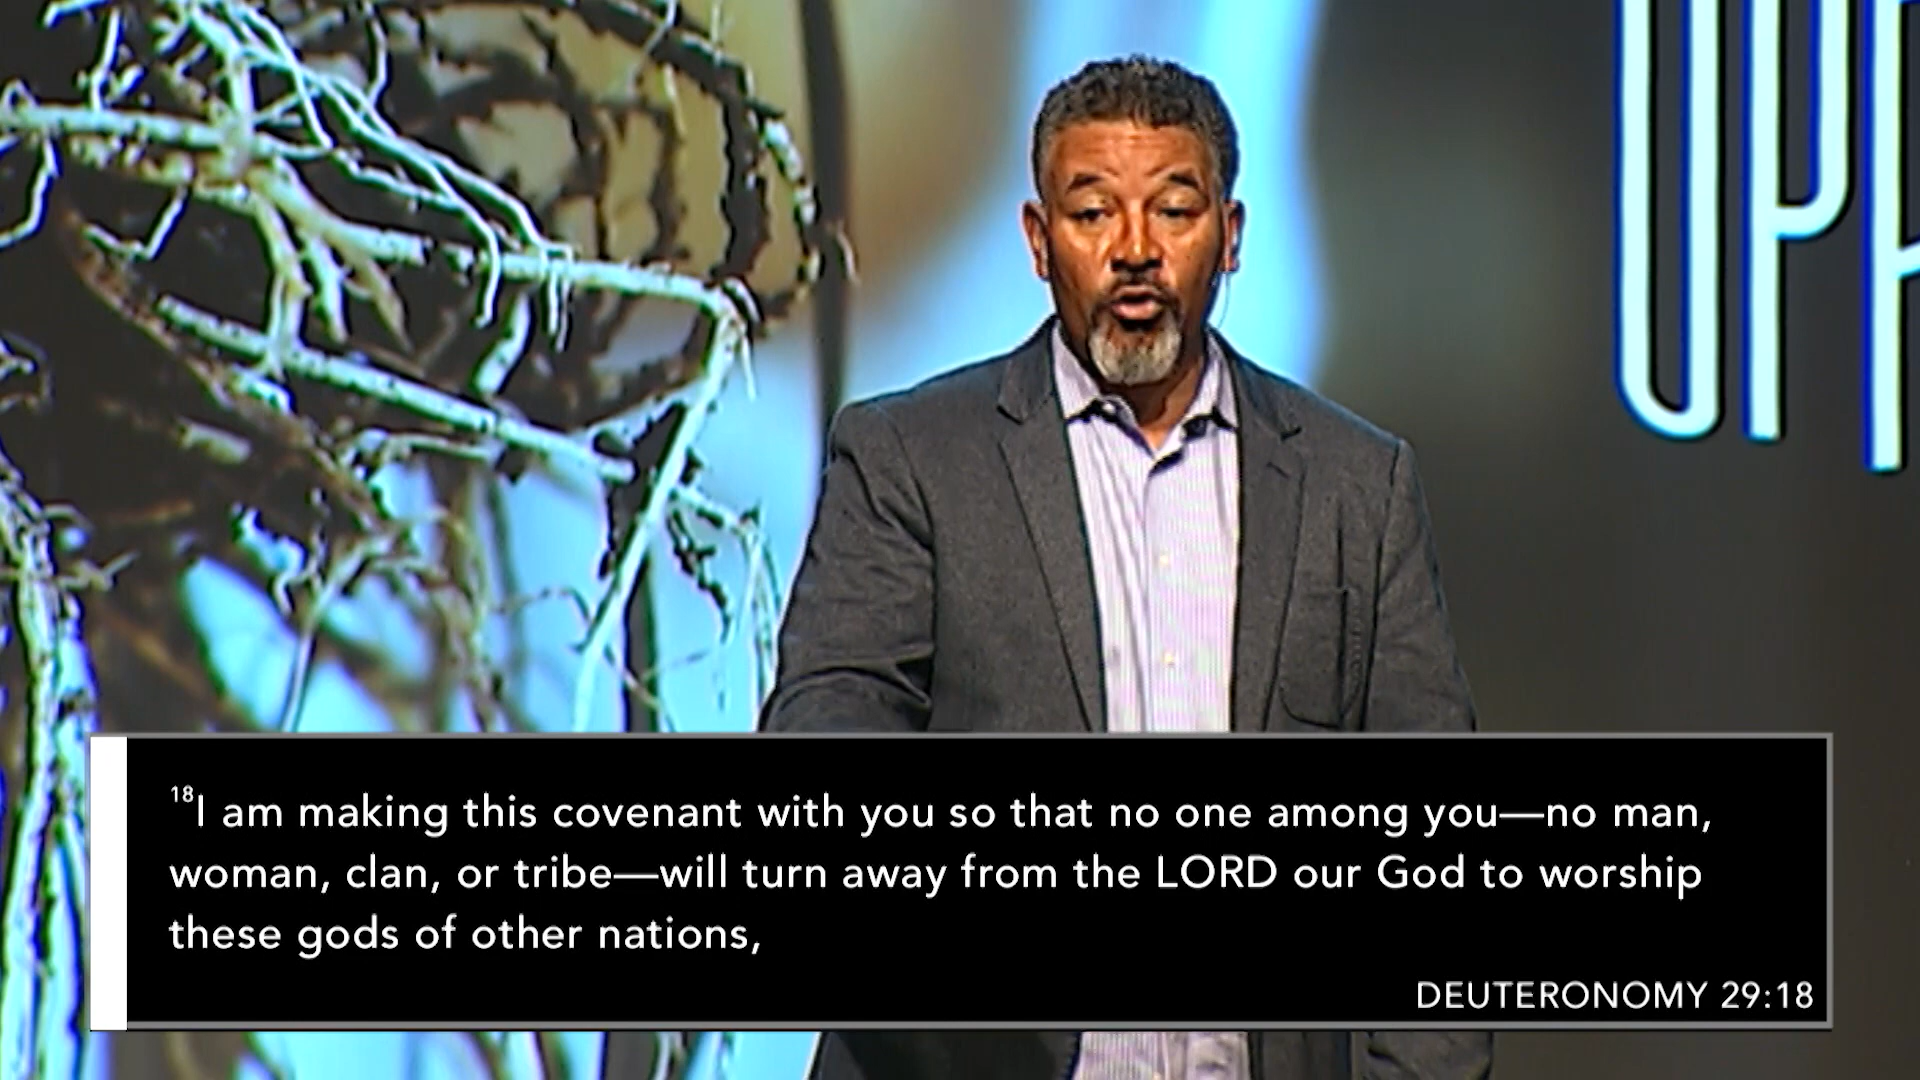 UPR
18I am making this covenant with you so that no one among you—no man,
woman, clan, or tribe—will turn away from the LORD our God to worship
these gods of other nations,
DEUTERONOMY 29:18